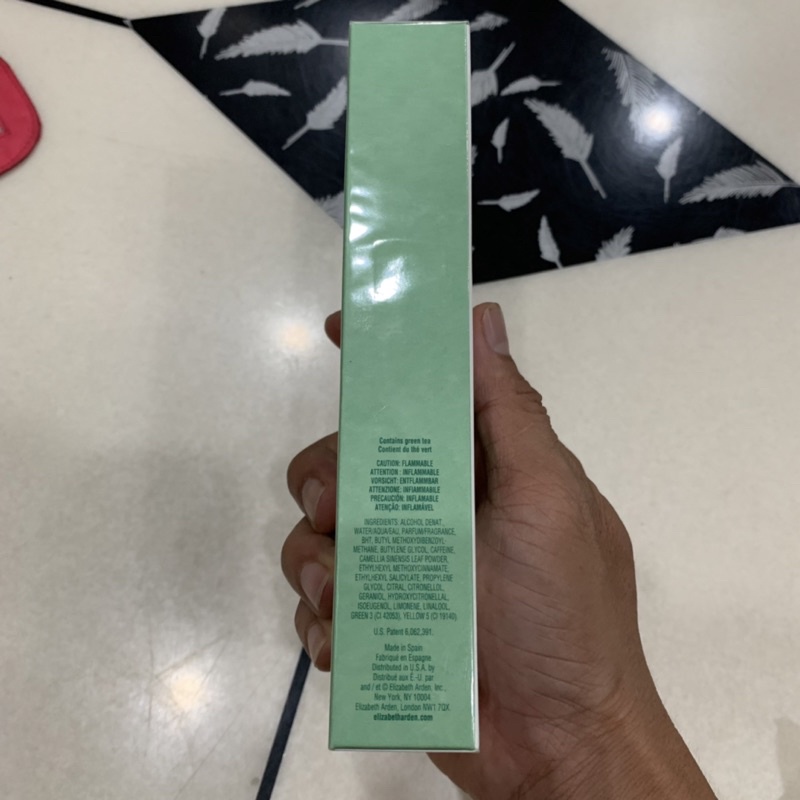 Contains green tea
Contient du thé vert
CAUTION: FLAMMABLE
ATTENTION : INFLAMMABLE
VORSICHT: ENTFLAMMBAR
ATTENZIONE: INFIAMMABILE
PRECAUCIÓN: INFLAMABLE
ATENÇÃO: INFLAMÁVEL
INGREDIENTS: ALCOHOL DENAT.,
WATER/AQUA/EAU, PARFUM/FRAGRANCE,
BHT, BUTYL METHOXYDIBENZOYL-
METHANE, BUTYLENE GLYCOL, CAFFEINE,
CAMELLIA SINENSIS LEAF POWDER,
ETHYLHEXYL METHOXYCINNAMATE,
ETHYLHEXYL SALICYLATE, PROPYLENE
GLYCOL, CITRAL, CITRONELLOL,
GERANIOL, HYDROXYCITRONELLAL,
ISOEUGENOL, LIMONENE, LINALOOL,
GREEN 3 (CI 42053), YELLOW 5 (CI 19140).
U.S. Patent 6,062,391.
Made in Spain
Fabriqué en Espagne
Distributed in U.S.A. by
Distribué aux É.-U. par
and / et © Elizabeth Arden, Inc.,
New York, NY 10004.
Elizabeth Arden, London NW1 7QX
elizabetharden.com